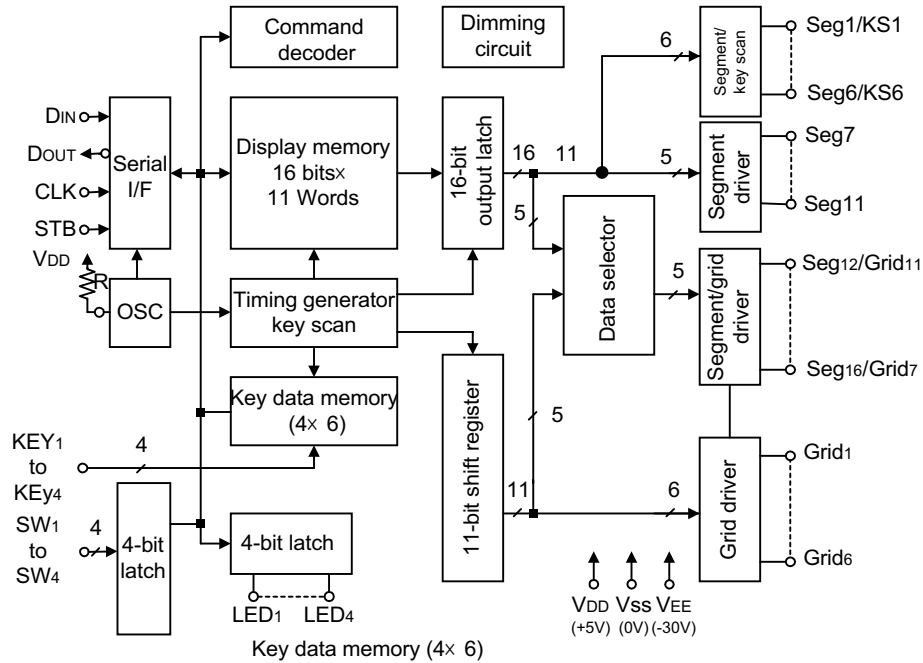 Command
decoder
Dimming
circuit
6
Segment/
key scan
Seg1/KS1
Seg6/KS6
DIN
DOUT
CLK
STB
Serial
I/F
Display memory
16 bits×
11 Words
16-bit
output latch
16
11
5
Segment
driver
Seg7
Seg11
VDD
R
OSC
Timing generator
key scan
5
Data selector
5
Segment/grid
driver
Seg12/Grid11
Seg16/Grid7
Key data memory
(4× 6)
KEY1
to
KEy4
4
11-bit shift register
5
11
6
Grid driver
Grid1
Grid6
SW1
to
SW4
4
4-bit
latch
4-bit latch
LED1
LED4
VDD
(+5V)
Vss
(0V)
VEE
(-30V)
Key data memory (4× 6)